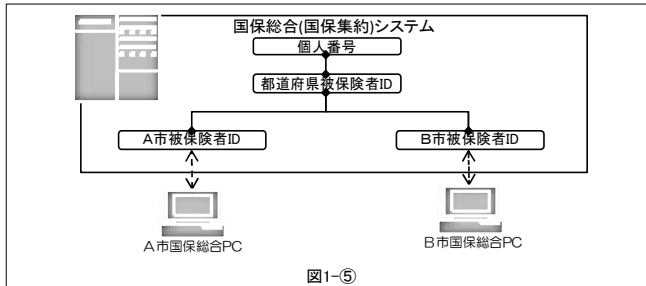 国保総合(国保集約)システム
個人番号
都道府県被保険者ID
A市被保険者ID
B市被保険者ID
A市国保総合PC
B市国保総合PC
図1-⑤